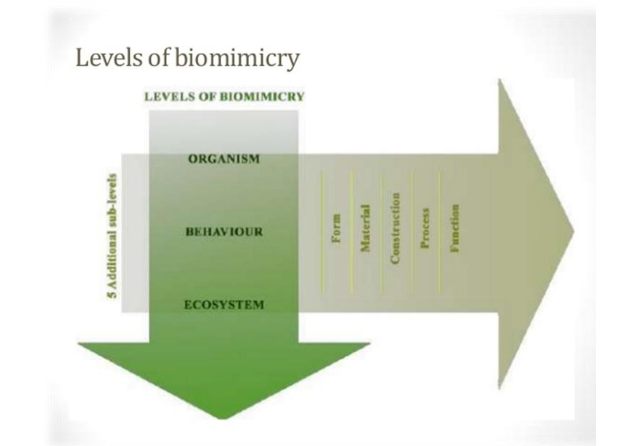 Levels of biomimicry
LEVELS OF BIOMIMICRY
ORGANISM
BEHAVIOUR
ECOSYSTEM
5 Additional sub-levels
Form
Material
Construction
Process
Function